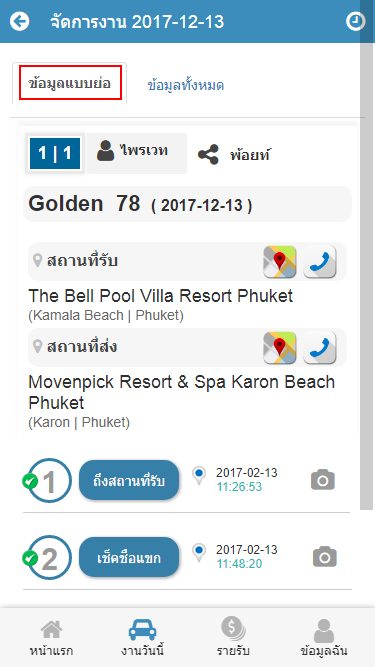 จัดการงาน 2017-12-13
ข้อมูลแบบย่อ
ข้อมูลทั้งหมด
1 | 1
ไพรเวท
พ้อยท์
Golden 78 ( 2017-12-13 )
สถานที่รับ
The Bell Pool Villa Resort Phuket
(Kamala Beach | Phuket)
สถานที่ส่ง
Movenpick Resort & Spa Karon Beach
Phuket
(Karon | Phuket)
1
ถึงสถานที่รับ
2017-02-13
11:26:53
2
เช็คชื่อแขก
2017-02-13
11:48:20
หน้าแรก
งานวันนี้
รายรับ
ข้อมูลฉัน